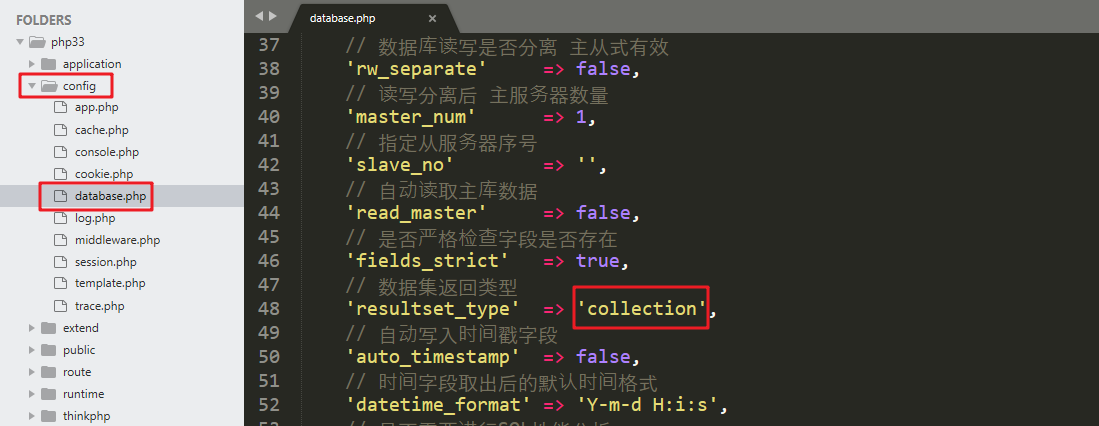 FOLDERS
php33
application
config
app.php
cache.php
console.php
cookie.php
database.php
log.php
middleware.php
session.php
template.php
trace.php
extend
public
route
runtime
thinkphp
database.php ×
37 // 数据库读写是否分离 主从式有效
38 'rw_separate' => false,
39 // 读写分离后 主服务器数量
40 'master_num' => 1,
41 // 指定从服务器序号
42 'slave_no' => '',
43 // 自动读取主库数据
44 'read_master' => false,
45 // 是否严格检查字段是否存在
46 'fields_strict' => true,
47 // 数据集返回类型
48 'resultset_type' => 'collection',
49 // 自动写入时间戳字段
50 'auto_timestamp' => false,
51 // 时间字段取出后的默认时间格式
52 'datetime_format' => 'Y-m-d H:i:s',